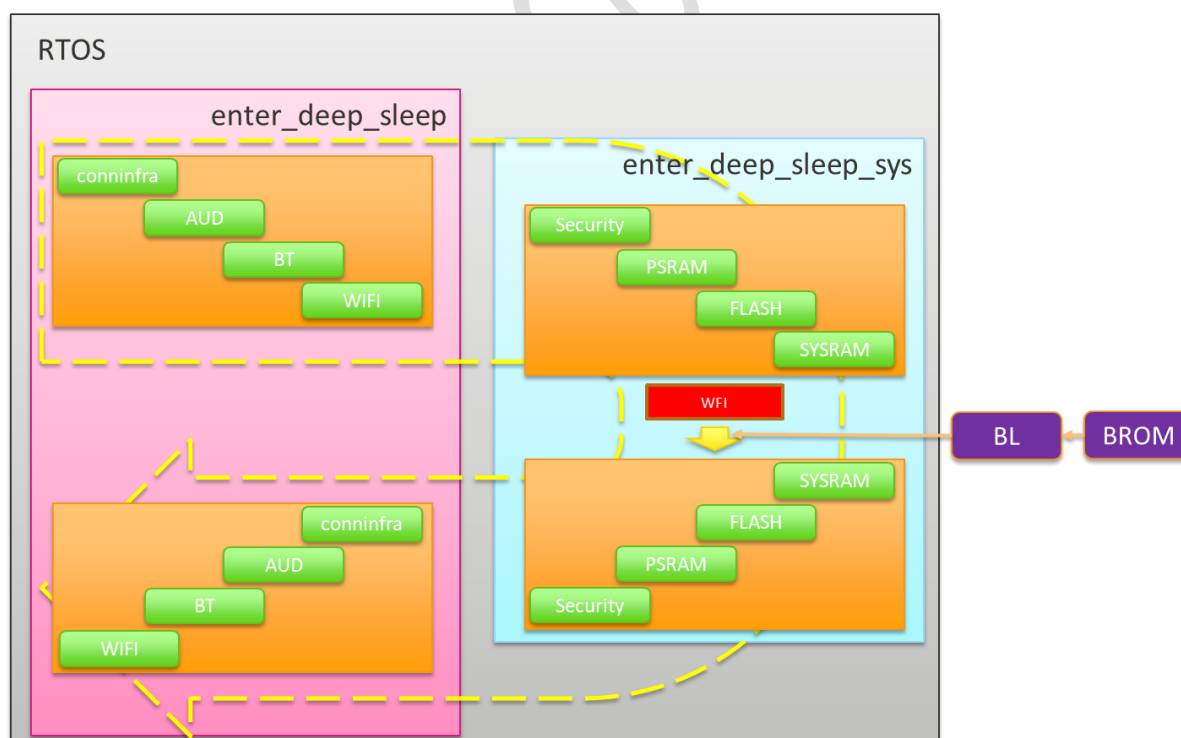 RTOS
enter_deep_sleep
conninfra
AUD
BT
WIFI
enter_deep_sleep_sys
Security
PSRAM
FLASH
SYSRAM
WFI
BL
BROM
SYSRAM
FLASH
PSRAM
Security
conninfra
AUD
BT
WIFI